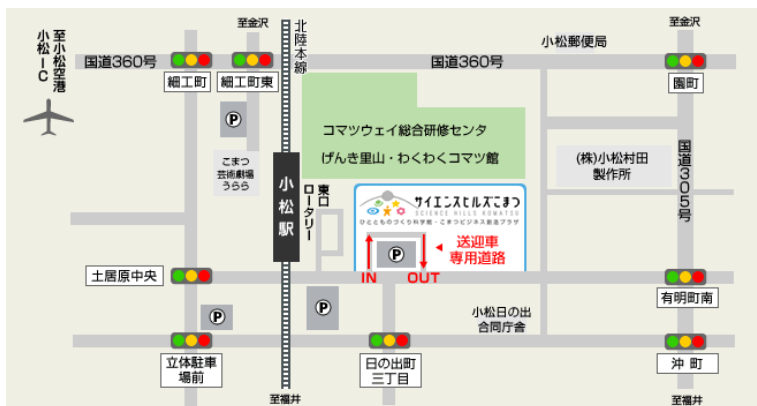 至小松空港
小松IC
国道360号
至金沢
北陸本線
国道360号
小松郵便局
至金沢
細工町
細工町東
園町
P
こまつ
芸術劇場
うらら
コマツウェイ総合研修センタ
げんき里山・わくわくコマツ館
(株)小松村田
製作所
国道305号
小松駅
東口
ロータリー
サイエンスヒルズこまつ
SCIENCE HILLS KOMATSU
ひととものづくり科学館・こまつビジネス創造プラザ
P
送迎車
専用道路
IN
OUT
土居原中央
有明町南
P
P
小松日の出
合同庁舎
立体駐車
場前
日の出町
三丁目
沖町
至福井
至福井